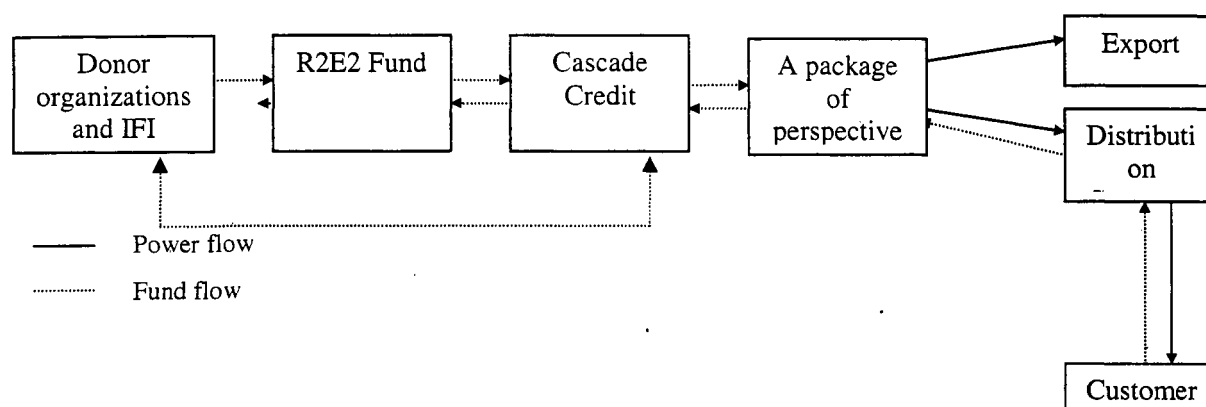 Donor
organizations
and IFI
R2E2 Fund
Cascade
Credit
A package
of
perspective
Export
Distributi
on
Power flow
Fund flow
Customer